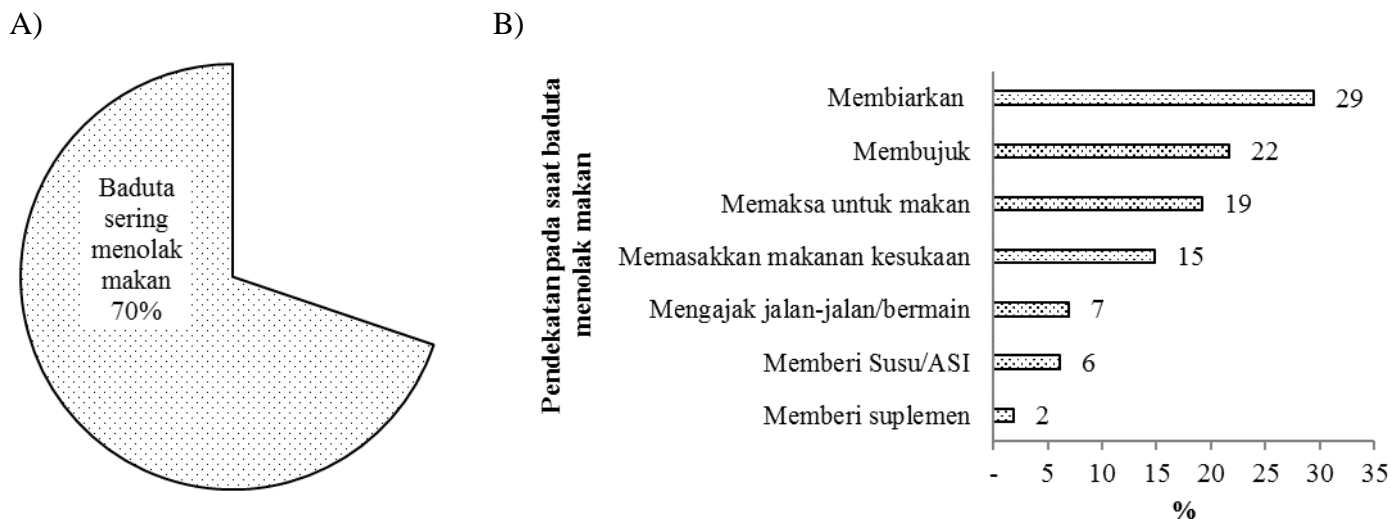 A)
Baduta
sering
menolak
makan
70%
B)
Pendekatan pada saat baduta
menolak makan
Membiarkan 29
Membujuk 22
Memaksa untuk makan 19
Memasakkan makanan kesukaan 15
Mengajak jalan-jalan/bermain 7
Memberi Susu/ASI 6
Memberi suplemen 2
- 5 10 15 20 25 30 35
%